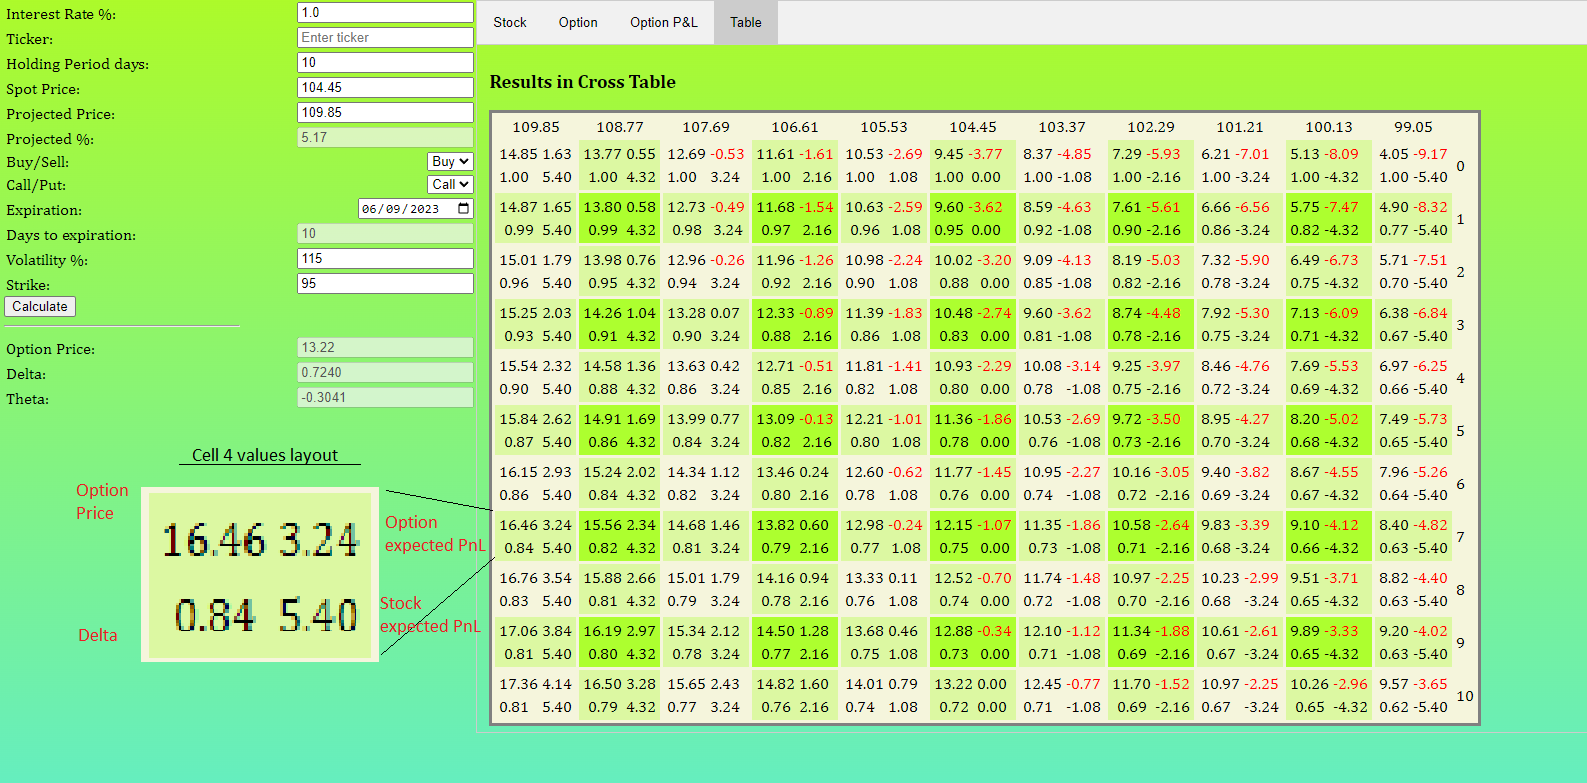 Interest Rate %: 1.0
Ticker: Enter ticker
Holding Period days: 10
Spot Price: 104.45
Projected Price: 109.85
Projected %: 5.17
Buy/Sell: Buy
Call/Put: Call
Expiration: 06/09/2023
Days to expiration: 10
Volatility %: 115
Strike: 95
Calculate
Option Price: 13.22
Delta: 0.7240
Theta: -0.3041
Cell 4 values layout
Option
Price
16.46 3.24
Option
expected PnL
0.84 5.40
Stock
expected PnL
Delta
Stock Option Option P&L Table
Results in Cross Table
109.85 108.77 107.69 106.61 105.53 104.45 103.37 102.29 101.21 100.13 99.05
14.85 1.63 13.77 0.55 12.69 -0.53 11.61 -1.61 10.53 -2.69 9.45 -3.77 8.37 -4.85 7.29 -5.93 6.21 -7.01 5.13 -8.09 4.05 -9.17
0
1.00 5.40 1.00 4.32 1.00 3.24 1.00 2.16 1.00 1.08 1.00 0.00 1.00 -1.08 1.00 -2.16 1.00 -3.24 1.00 -4.32 1.00 -5.40
14.87 1.65 13.80 0.58 12.73 -0.49 11.68 -1.54 10.63 -2.59 9.60 -3.62 8.59 -4.63 7.61 -5.61 6.66 -6.56 5.75 -7.47 4.90 -8.32
1
0.99 5.40 0.99 4.32 0.98 3.24 0.97 2.16 0.96 1.08 0.95 0.00 0.92 -1.08 0.90 -2.16 0.86 -3.24 0.82 -4.32 0.77 -5.40
15.01 1.79 13.98 0.76 12.96 -0.26 11.96 -1.26 10.98 -2.24 10.02 -3.20 9.09 -4.13 8.19 -5.03 7.32 -5.90 6.49 -6.73 5.71 -7.51
2
0.96 5.40 0.95 4.32 0.94 3.24 0.92 2.16 0.90 1.08 0.88 0.00 0.85 -1.08 0.82 -2.16 0.78 -3.24 0.75 -4.32 0.70 -5.40
15.25 2.03 14.26 1.04 13.28 0.07 12.33 -0.89 11.39 -1.83 10.48 -2.74 9.60 -3.62 8.74 -4.48 7.92 -5.30 7.13 -6.09 6.38 -6.84
3
0.93 5.40 0.91 4.32 0.90 3.24 0.88 2.16 0.86 1.08 0.83 0.00 0.81 -1.08 0.78 -2.16 0.75 -3.24 0.71 -4.32 0.67 -5.40
15.54 2.32 14.58 1.36 13.63 0.42 12.71 -0.51 11.81 -1.41 10.93 -2.29 10.08 -3.14 9.25 -3.97 8.46 -4.76 7.69 -5.53 6.97 -6.25
4
0.90 5.40 0.88 4.32 0.86 3.24 0.85 2.16 0.82 1.08 0.80 0.00 0.78 -1.08 0.75 -2.16 0.72 -3.24 0.69 -4.32 0.66 -5.40
15.84 2.62 14.91 1.69 13.99 0.77 13.09 -0.13 12.21 -1.01 11.36 -1.86 10.53 -2.69 9.72 -3.50 8.95 -4.27 8.20 -5.02 7.49 -5.73
5
0.87 5.40 0.86 4.32 0.84 3.24 0.82 2.16 0.80 1.08 0.78 0.00 0.76 -1.08 0.73 -2.16 0.70 -3.24 0.68 -4.32 0.65 -5.40
16.15 2.93 15.24 2.02 14.34 1.12 13.46 0.24 12.60 -0.62 11.77 -1.45 10.95 -2.27 10.16 -3.05 9.40 -3.82 8.67 -4.55 7.96 -5.26
6
0.86 5.40 0.84 4.32 0.82 3.24 0.80 2.16 0.78 1.08 0.76 0.00 0.74 -1.08 0.72 -2.16 0.69 -3.24 0.67 -4.32 0.64 -5.40
16.46 3.24 15.56 2.34 14.68 1.46 13.82 0.60 12.98 -0.24 12.15 -1.07 11.35 -1.86 10.58 -2.64 9.83 -3.39 9.10 -4.12 8.40 -4.82
7
0.84 5.40 0.82 4.32 0.81 3.24 0.79 2.16 0.77 1.08 0.75 0.00 0.73 -1.08 0.71 -2.16 0.68 -3.24 0.66 -4.32 0.63 -5.40
16.76 3.54 15.88 2.66 15.01 1.79 14.16 0.94 13.33 0.11 12.52 -0.70 11.74 -1.48 10.97 -2.25 10.23 -2.99 9.51 -3.71 8.82 -4.40
8
0.83 5.40 0.81 4.32 0.79 3.24 0.78 2.16 0.76 1.08 0.74 0.00 0.72 -1.08 0.70 -2.16 0.68 -3.24 0.65 -4.32 0.63 -5.40
17.06 3.84 16.19 2.97 15.34 2.12 14.50 1.28 13.68 0.46 12.88 -0.34 12.10 -1.12 11.34 -1.88 10.61 -2.61 9.89 -3.33 9.20 -4.02
9
0.81 5.40 0.80 4.32 0.78 3.24 0.77 2.16 0.75 1.08 0.73 0.00 0.71 -1.08 0.69 -2.16 0.67 -3.24 0.65 -4.32 0.63 -5.40
17.36 4.14 16.50 3.28 15.65 2.43 14.82 1.60 14.01 0.79 13.22 0.00 12.45 -0.77 11.70 -1.52 10.97 -2.25 10.26 -2.96 9.57 -3.65
10
0.81 5.40 0.79 4.32 0.77 3.24 0.76 2.16 0.74 1.08 0.72 0.00 0.71 -1.08 0.69 -2.16 0.67 -3.24 0.65 -4.32 0.62 -5.40